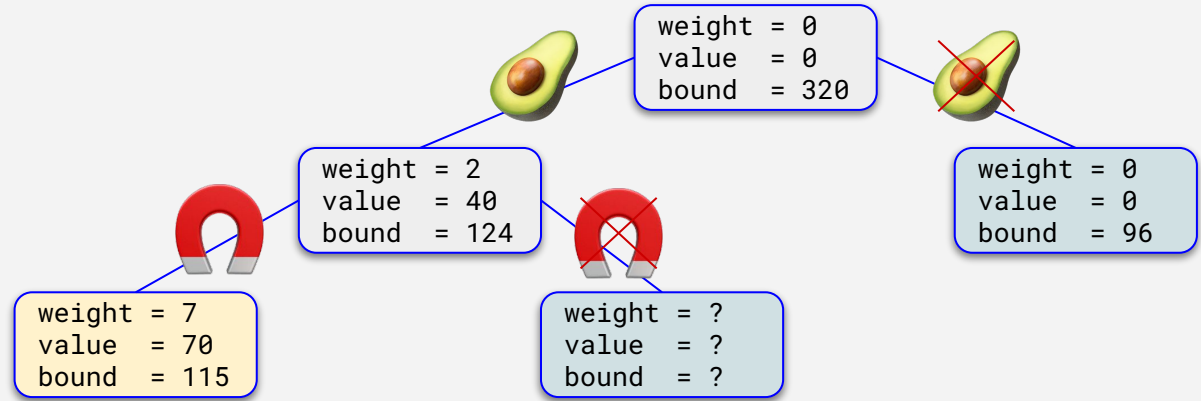 weight = 0
value  = 0
bound  = 320
weight = 2
value  = 40
bound  = 124
weight = 0
value  = 0
bound  = 96
weight = 7
value  = 70
bound  = 115
weight = ?
value  = ?
bound  = ?